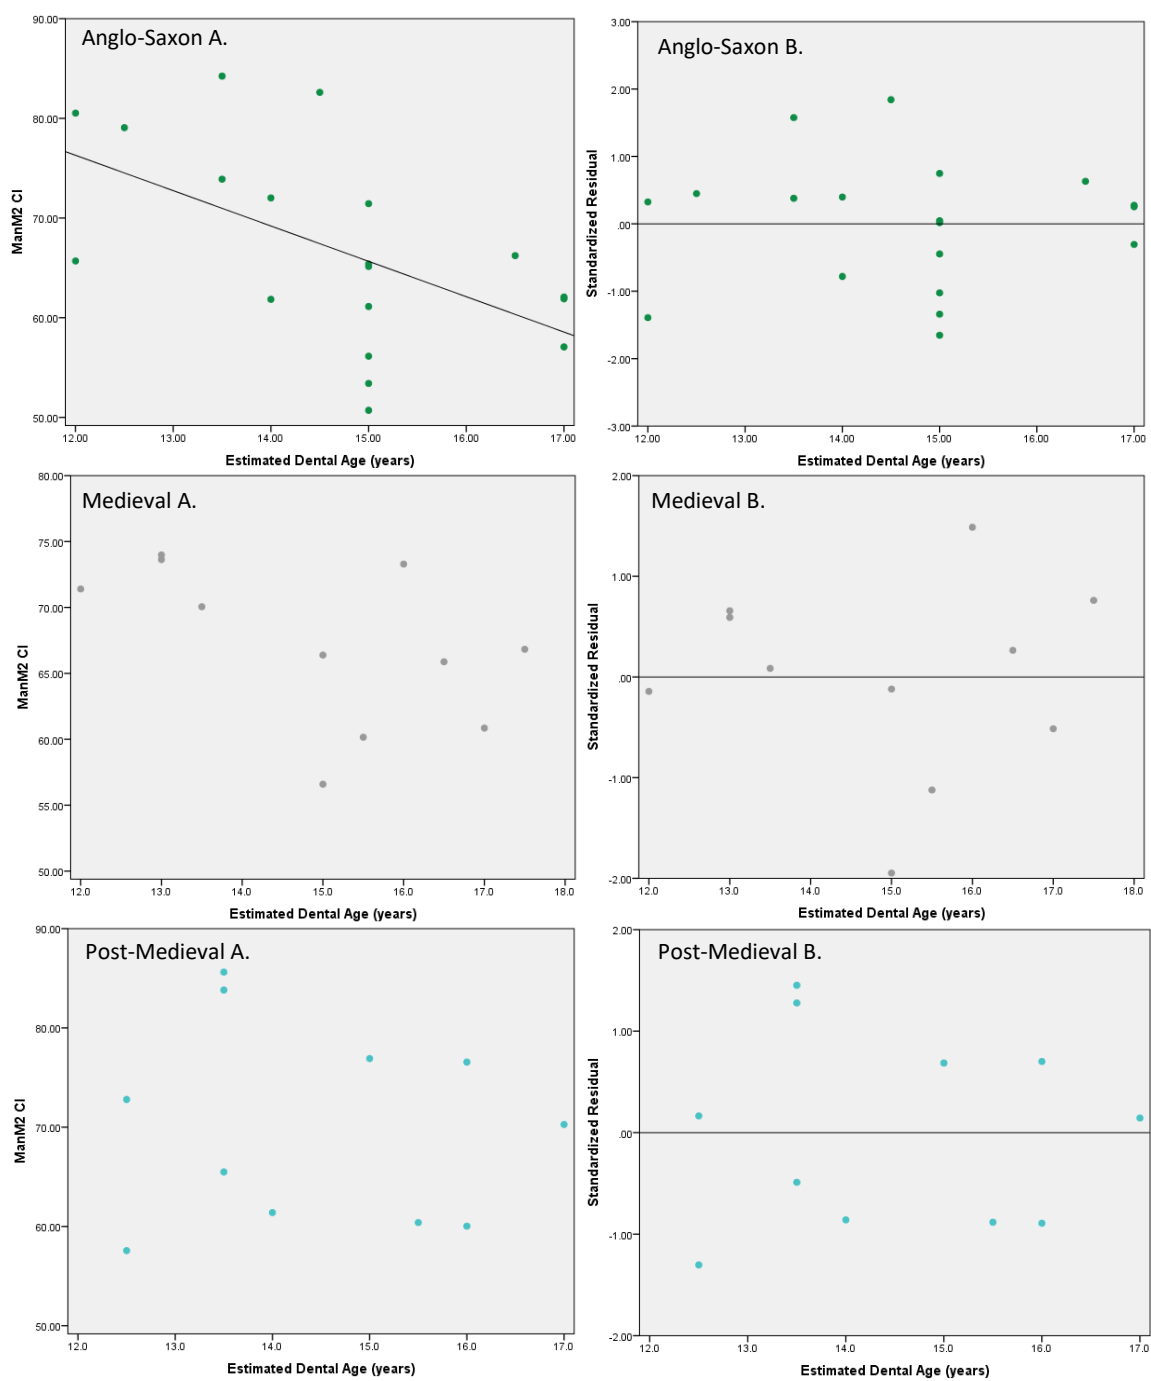 Anglo-Saxon A.
ManM2 CI
90.00
80.00
70.00
60.00
50.00
12.00 13.00 14.00 15.00 16.00 17.00
Estimated Dental Age (years)
Anglo-Saxon B.
Standardized Residual
3.00
2.00
1.00
.00
-1.00
-2.00
-3.00
12.00 13.00 14.00 15.00 16.00 17.00
Estimated Dental Age (years)
Medieval A.
ManM2 CI
80.00
75.00
70.00
65.00
60.00
55.00
50.00
12.0 13.0 14.0 15.0 16.0 17.0 18.0
Estimated Dental Age (years)
Medieval B.
Standardized Residual
2.00
1.00
.00
-1.00
-2.00
12.0 13.0 14.0 15.0 16.0 17.0 18.0
Estimated Dental Age (years)
Post-Medieval A.
ManM2 CI
90.00
80.00
70.00
60.00
50.00
12.0 13.0 14.0 15.0 16.0 17.0
Estimated Dental Age (years)
Post-Medieval B.
Standardized Residual
2.00
1.00
.00
-1.00
-2.00
12.0 13.0 14.0 15.0 16.0 17.0
Estimated Dental Age (years)